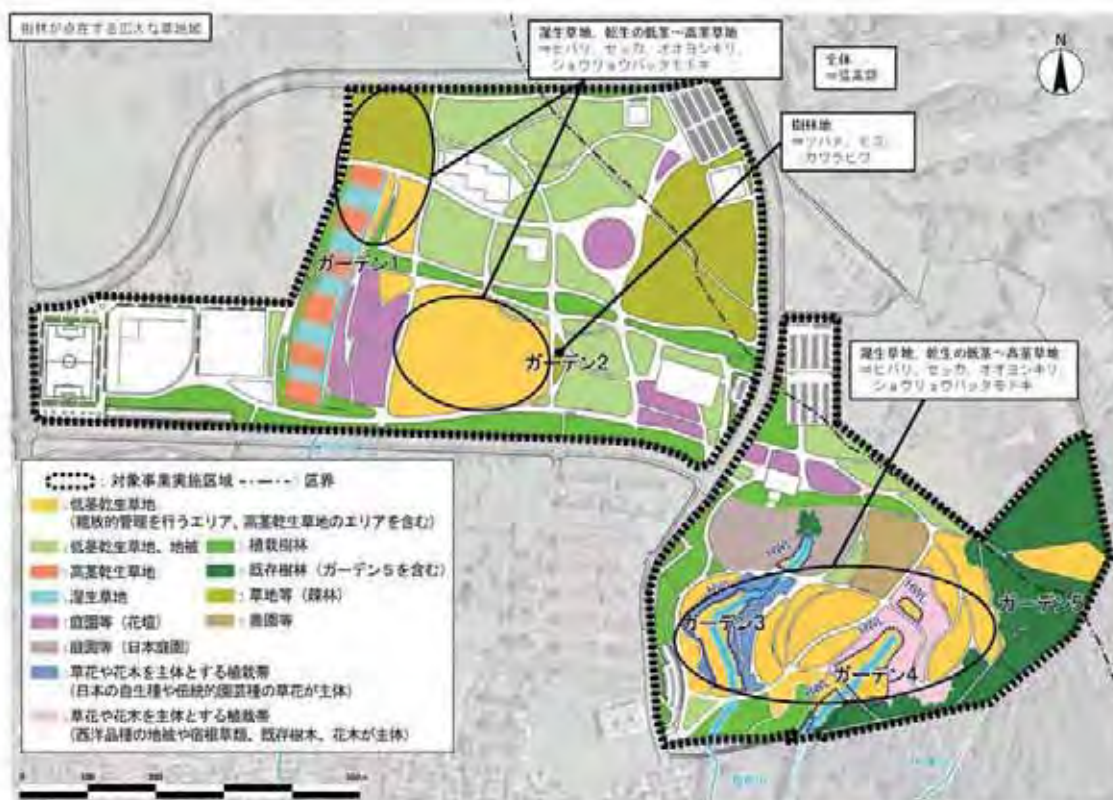 樹林が点在する広大な草地域
湿生草地、乾生の低茎～高茎草地
⇒ヒバリ、セッカ、オオヨシキリ、
ショウリョウバッタモドキ
全体
⇒猛禽類
N
樹林地
⇒ツバメ、モズ、
カワラヒワ
ガーデン1
ガーデン2
湿生草地、乾生の低茎～高茎草地
⇒ヒバリ、セッカ、オオヨシキリ、
ショウリョウバッタモドキ
ガーデン3
ガーデン4
ガーデン5
HWL
HWL
HWL
HWL
HWL
：対象事業実施区域
：区界
：低茎乾生草地
(粗放的管理を行うエリア、高茎乾生草地のエリアを含む)
：低茎乾生草地、地被
：植栽樹林
：高茎乾生草地
：既存樹林（ガーデン５を含む）
：湿生草地
：草地等（疎林）
：庭園等（花壇）
：農園等
：庭園等（日本庭園）
：草花や花木を主体とする植栽帯
(日本の自生種や伝統的園芸種の草花が主体)
：草花や花木を主体とする植栽帯
(西洋品種の地被や宿根草類、既存樹木、花木が主体)
0
100
200